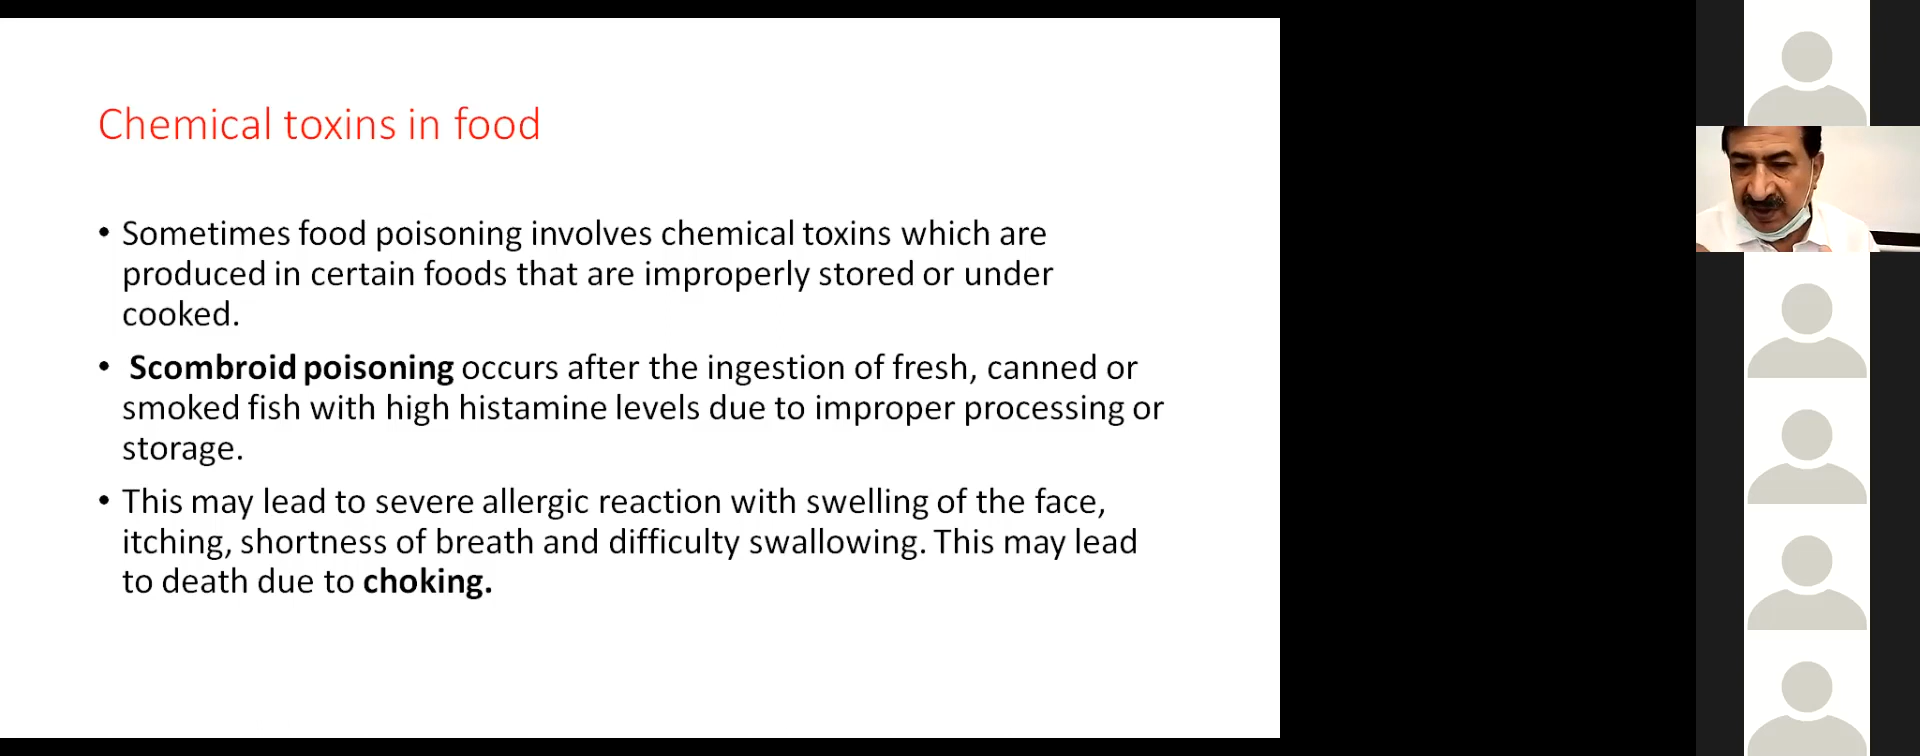 Chemical toxins in food
• Sometimes food poisoning involves chemical toxins which are
produced in certain foods that are improperly stored or under
cooked.
• Scombroid poisoning occurs after the ingestion of fresh, canned or
smoked fish with high histamine levels due to improper processing or
storage.
• This may lead to severe allergic reaction with swelling of the face,
itching, shortness of breath and difficulty swallowing. This may lead
to death due to choking.